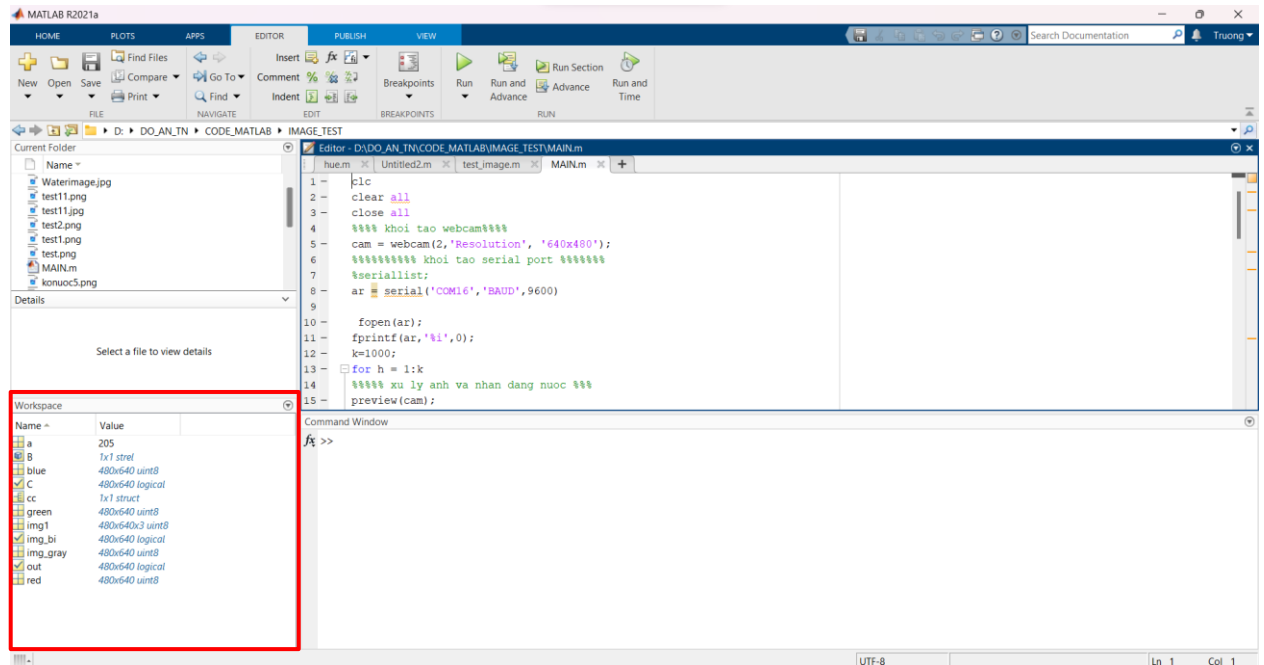 MATLAB R2021a
HOME PLOTS APPS EDITOR PUBLISH VIEW Search Documentation Truong
New Open Save Find Files Compare Print
Go To Find
Insert fx
Comment %
Indent
Breakpoints Run Run and Advance Run Section Advance Run and Time
FILE NAVIGATE EDIT BREAKPOINTS RUN
D: DO_AN_TN CODE_MATLAB IMAGE_TEST
Current Folder
Name
Waterimage.jpg
test11.png
test11.jpg
test2.png
test1.png
test.png
MAIN.m
konuoc5.png
Details
Select a file to view details
Workspace
Name Value
a 205
B 1x1 strel
blue 480x640 uint8
C 480x640 logical
cc 1x1 struct
green 480x640 uint8
img1 480x640x3 uint8
img_bi 480x640 logical
img_gray 480x640 uint8
out 480x640 logical
red 480x640 uint8
Editor - D:\DO_AN_TN\CODE_MATLAB\IMAGE_TEST\MAIN.m
hue.m Untitled2.m test_image.m MAIN.m +
1 - clc
2 - clear all
3 - close all
4 %%%% khoi tao webcam%%%%
5 - cam = webcam(2,'Resolution', '640x480');
6 %%%%%%%%%% khoi tao serial port %%%%%%%
7 %seriallist;
8 - ar = serial('COM16','BAUD',9600)
9
10 - fopen(ar);
11 - fprintf(ar,'%i',0);
12 - k=1000;
13 - for h = 1:k
14 %%%%% xu ly anh va nhan dang nuoc %%%
15 - preview(cam);
Command Window
fx >>
UTF-8 Ln 1 Col 1